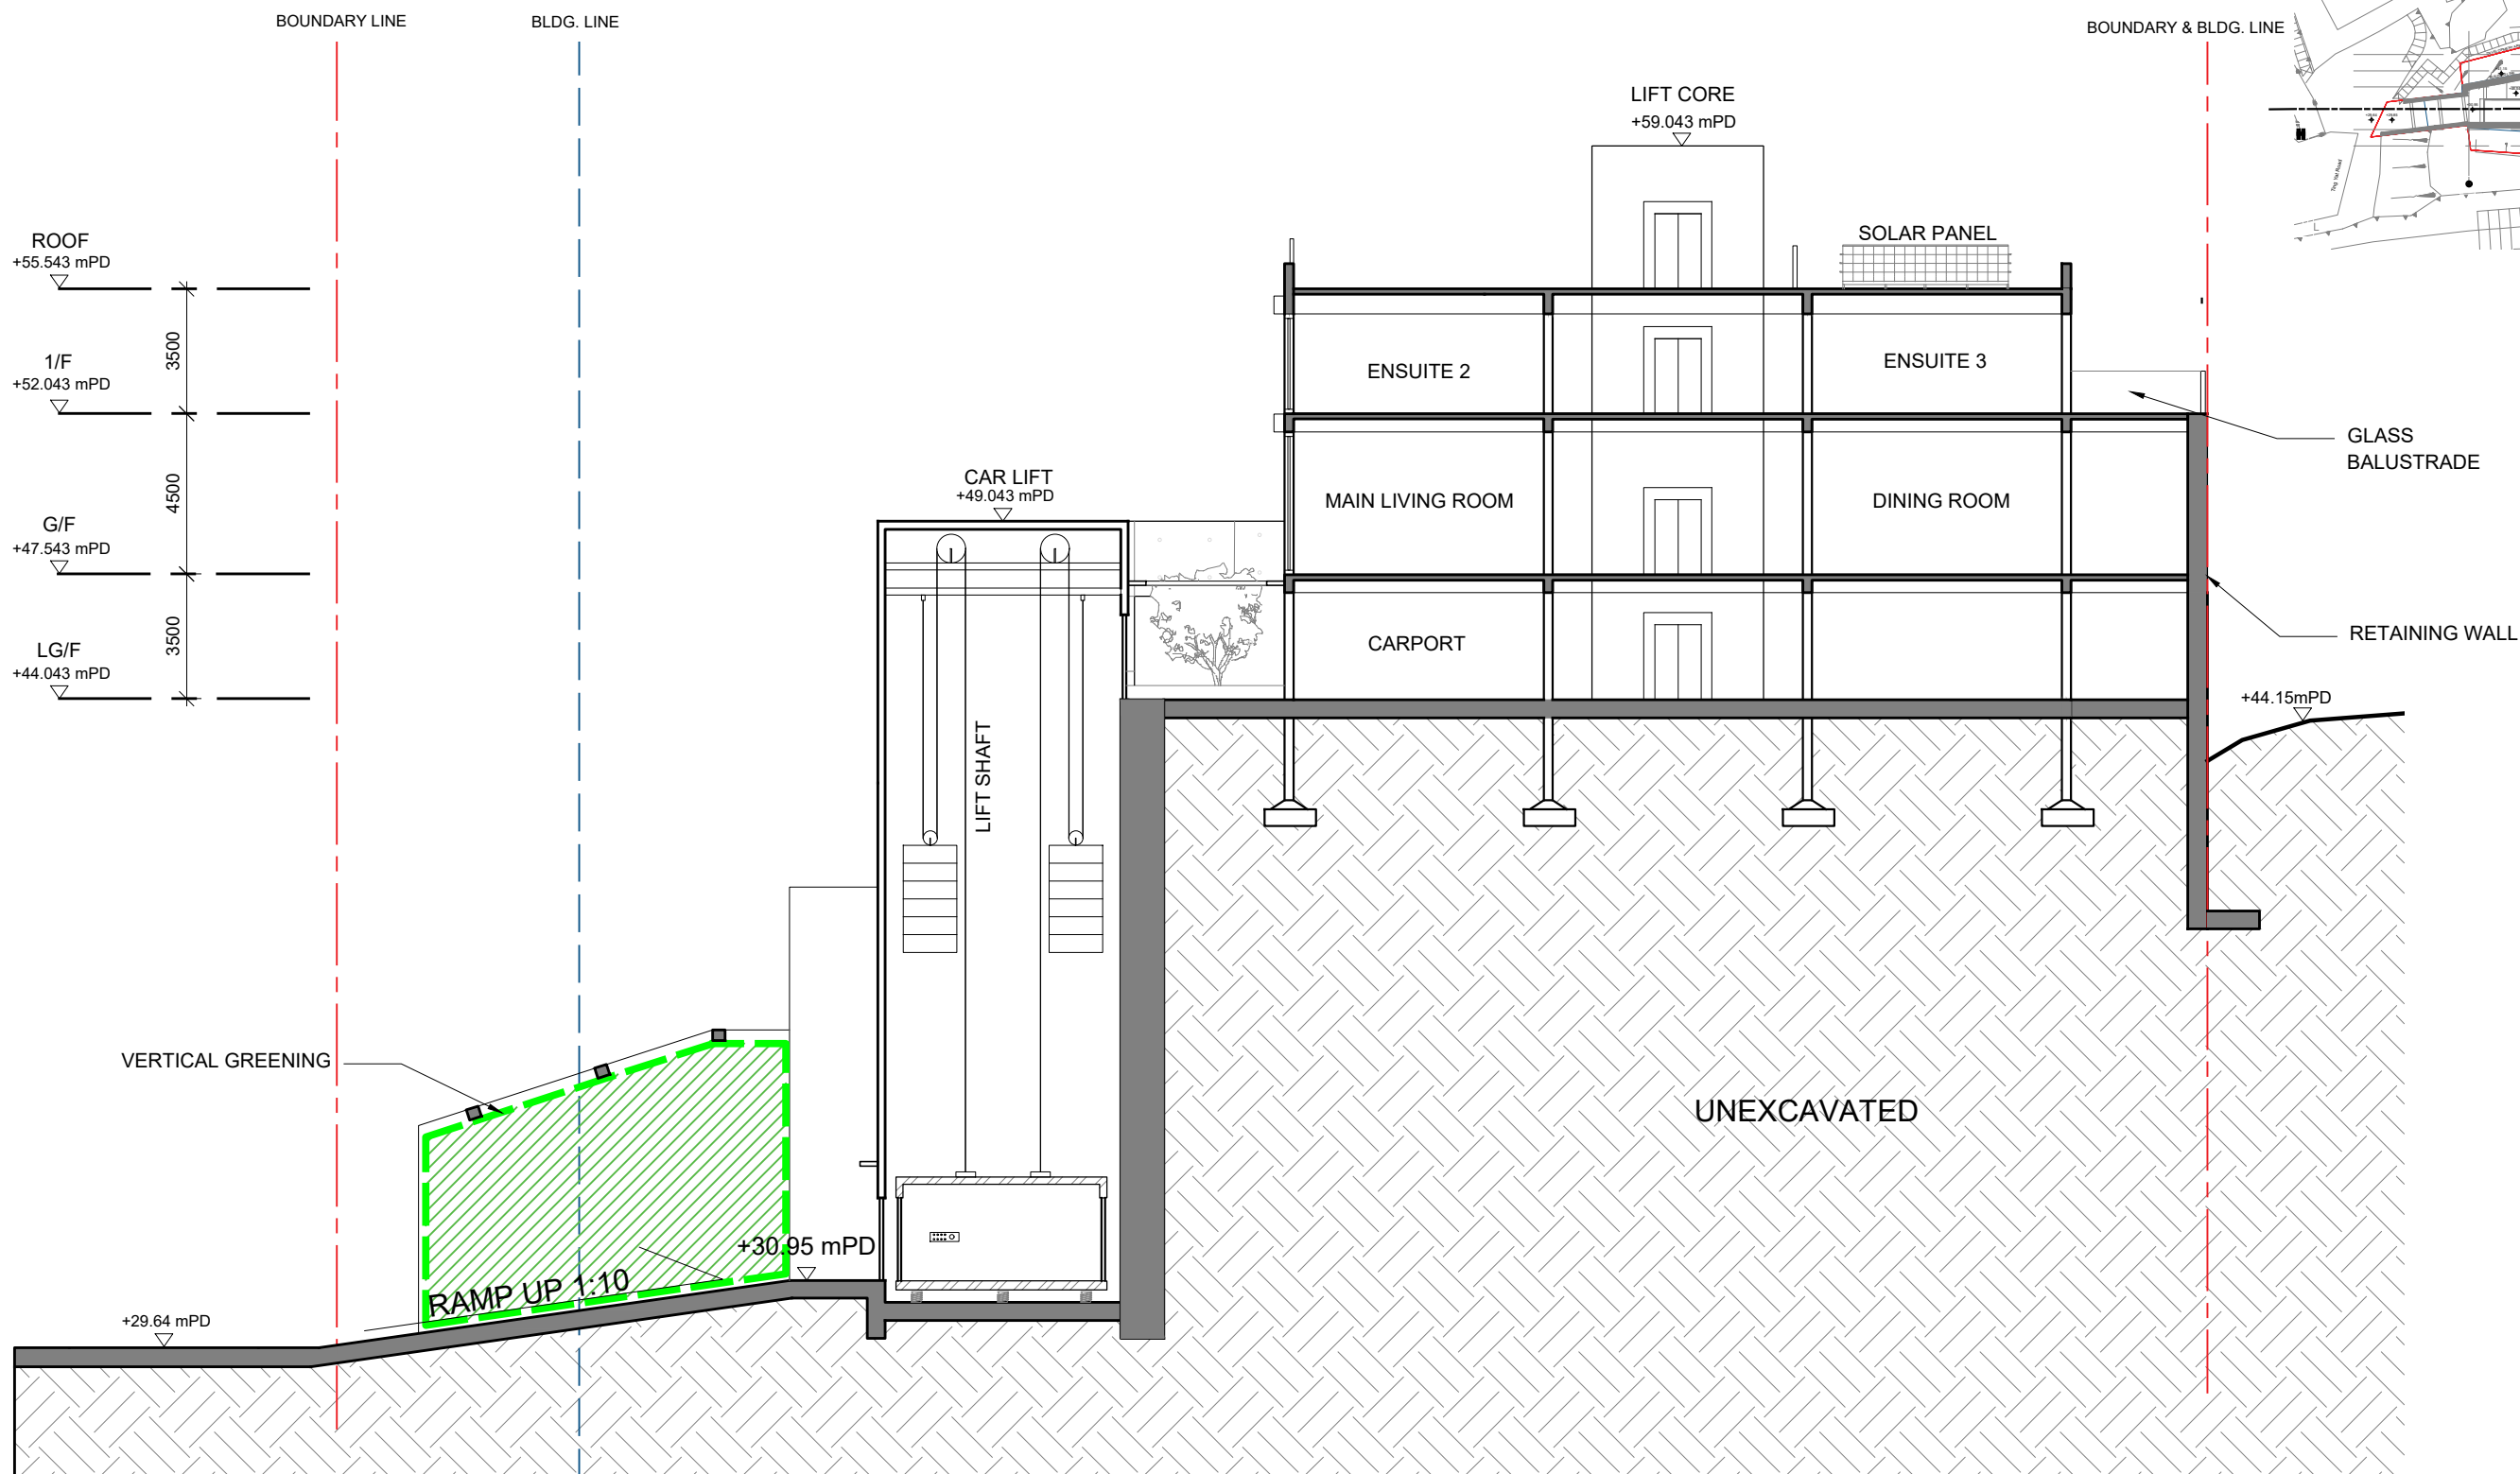 BOUNDARY LINE
BLDG. LINE
BOUNDARY & BLDG. LINE
LIFT CORE
+59.043 mPD
SOLAR PANEL
ROOF
+55.543 mPD
3500
1/F
+52.043 mPD
ENSUITE 2
ENSUITE 3
GLASS
BALUSTRADE
4500
CAR LIFT
+49.043 mPD
MAIN LIVING ROOM
DINING ROOM
G/F
+47.543 mPD
3500
CARPORT
RETAINING WALL
LG/F
+44.043 mPD
+44.15mPD
LIFT SHAFT
VERTICAL GREENING
UNEXCAVATED
+30.95 mPD
RAMP UP 1:10
+29.64 mPD